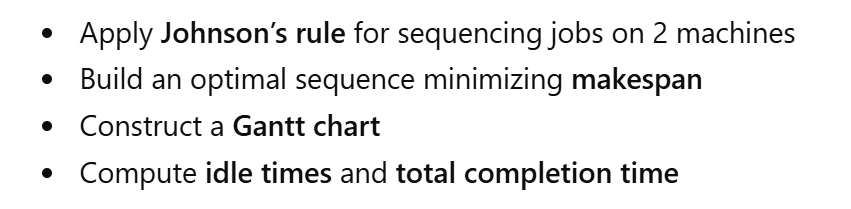 • Apply Johnson’s rule for sequencing jobs on 2 machines
• Build an optimal sequence minimizing makespan
• Construct a Gantt chart
• Compute idle times and total completion time